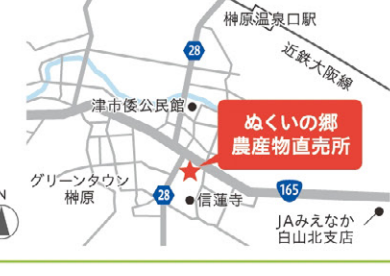 榊原温泉口駅
28
近鉄大阪線
津市倭公民館
ぬくいの郷
農産物直売所
グリーンタウン
榊原
28
信蓮寺
165
N
JAみえなか
白山北支店